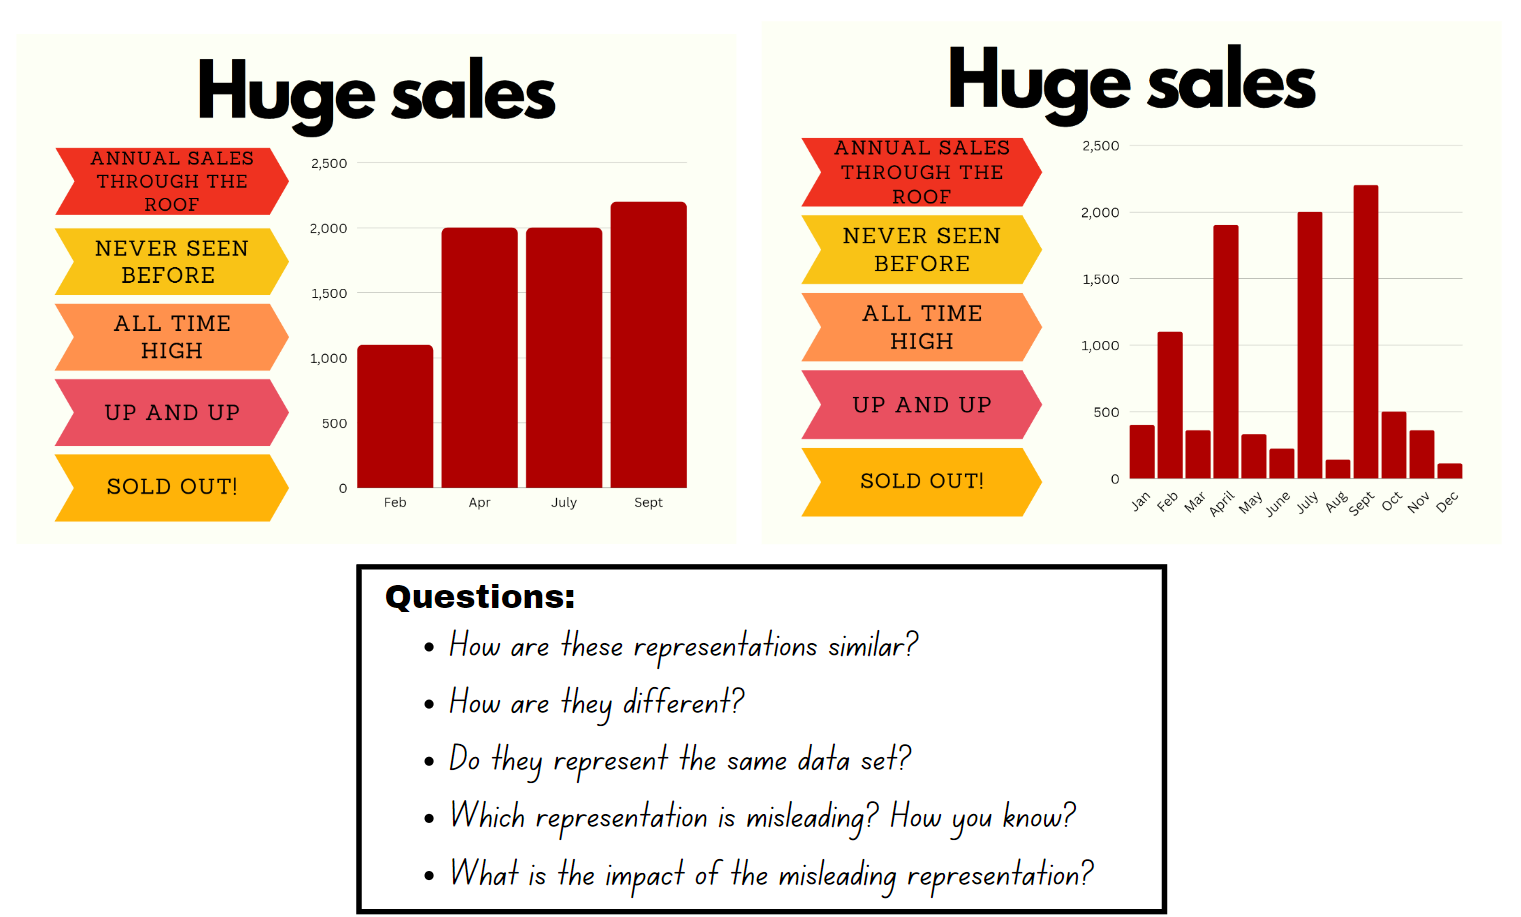 Huge sales
ANNUAL SALES
THROUGH THE
ROOF
NEVER SEEN
BEFORE
ALL TIME
HIGH
UP AND UP
SOLD OUT!
2,500
2,000
1,500
1,000
500
0
Feb Apr July Sept
Huge sales
ANNUAL SALES
THROUGH THE
ROOF
NEVER SEEN
BEFORE
ALL TIME
HIGH
UP AND UP
SOLD OUT!
2,500
2,000
1,500
1,000
500
0
Jan Feb Mar April May June July Aug Sept Oct Nov Dec
Questions:
• How are these representations similar?
• How are they different?
• Do they represent the same data set?
• Which representation is misleading? How you know?
• What is the impact of the misleading representation?